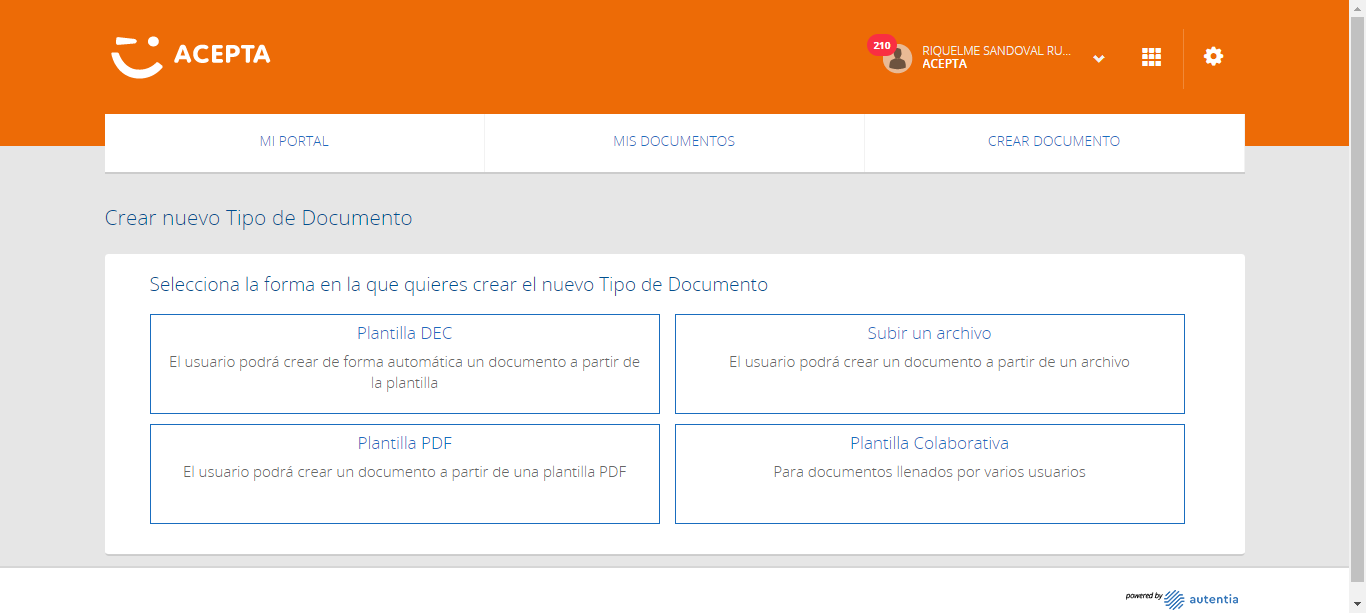 ACEPTA
210
RIQUELME SANDOVAL RU...
ACEPTA
MI PORTAL
MIS DOCUMENTOS
CREAR DOCUMENTO
Crear nuevo Tipo de Documento
Selecciona la forma en la que quieres crear el nuevo Tipo de Documento
Plantilla DEC
El usuario podrá crear de forma automática un documento a partir de
la plantilla
Subir un archivo
El usuario podrá crear un documento a partir de un archivo
Plantilla PDF
El usuario podrá crear un documento a partir de una plantilla PDF
Plantilla Colaborativa
Para documentos llenados por varios usuarios
powered by autentia